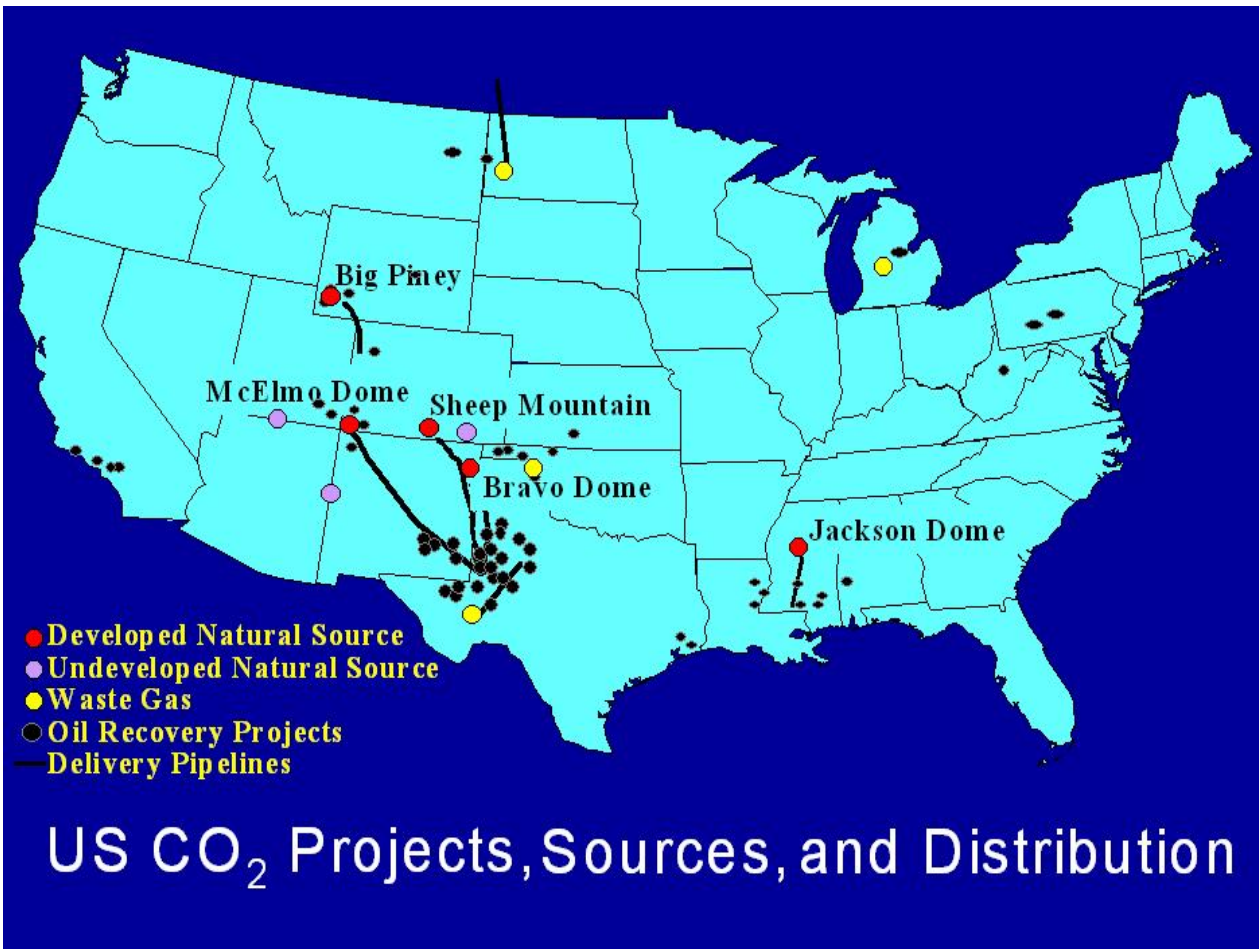 Big Piney
McElmo Dome
Sheep Mountain
Bravo Dome
Jackson Dome
Developed Natural Source
Undeveloped Natural Source
Waste Gas
Oil Recovery Projects
Delivery Pipelines
US CO₂ Projects, Sources, and Distribution